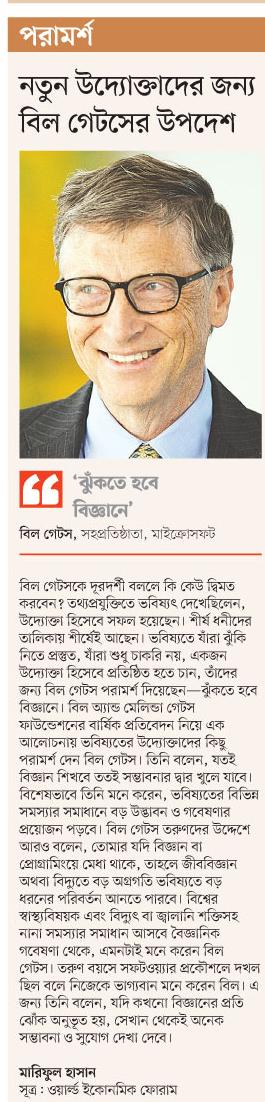 পরামর্শ
নতুন উদ্যোক্তাদের জন্য
বিল গেটসের উপদেশ
‘ঝুঁকতে হবে
বিজ্ঞানে’
বিল গেটস, সহপ্রতিষ্ঠাতা, মাইক্রোসফট
বিল গেটসকে দূরদর্শী বললে কি কেউ দ্বিমত
করবেন? তথ্যপ্রযুক্তিতে ভবিষ্যৎ দেখেছিলেন,
উদ্যোক্তা হিসেবে সফল হয়েছেন। শীর্ষ ধনীদের
তালিকায় শীর্ষেই আছেন। ভবিষ্যতে যাঁরা ঝুঁকি
নিতে প্রস্তুত, যাঁরা শুধু চাকরি নয়, একজন
উদ্যোক্তা হিসেবে প্রতিষ্ঠিত হতে চান, তাঁদের
জন্য বিল গেটস পরামর্শ দিয়েছেন—ঝুঁকতে হবে
বিজ্ঞানে। বিল অ্যান্ড মেলিন্ডা গেটস
ফাউন্ডেশনের বার্ষিক প্রতিবেদন নিয়ে এক
আলোচনায় ভবিষ্যতের উদ্যোক্তাদের কিছু
পরামর্শ দেন বিল গেটস। তিনি বলেন, যতই
বিজ্ঞান শিখবে ততই সম্ভাবনার দ্বার খুলে যাবে।
বিশেষভাবে তিনি মনে করেন, ভবিষ্যতের বিভিন্ন
সমস্যার সমাধানে বড় উদ্ভাবন ও গবেষণার
প্রয়োজন পড়বে। বিল গেটস তরুণদের উদ্দেশে
আরও বলেন, তোমার যদি বিজ্ঞান বা
প্রোগ্রামিংয়ে মেধা থাকে, তাহলে জীববিজ্ঞান
অথবা বিদ্যুতে বড় অগ্রগতি ভবিষ্যতে বড়
ধরনের পরিবর্তন আনতে পারবে। বিশ্বের
স্বাস্থ্যবিষয়ক এবং বিদ্যুৎ বা জ্বালানি শক্তিসহ
নানা সমস্যার সমাধান আসবে বৈজ্ঞানিক
গবেষণা থেকে, এমনটাই মনে করেন বিল
গেটস। তরুণ বয়সে সফটওয়্যার প্রকৌশলে দখল
ছিল বলে নিজেকে ভাগ্যবান মনে করেন বিল। এ
জন্য তিনি বলেন, যদি কখনো বিজ্ঞানের প্রতি
ঝোঁক অনুভূত হয়, সেখান থেকেই অনেক
সম্ভাবনা ও সুযোগ দেখা দেবে।
মারিফুল হাসান
সূত্র : ওয়ার্ল্ড ইকোনমিক ফোরাম